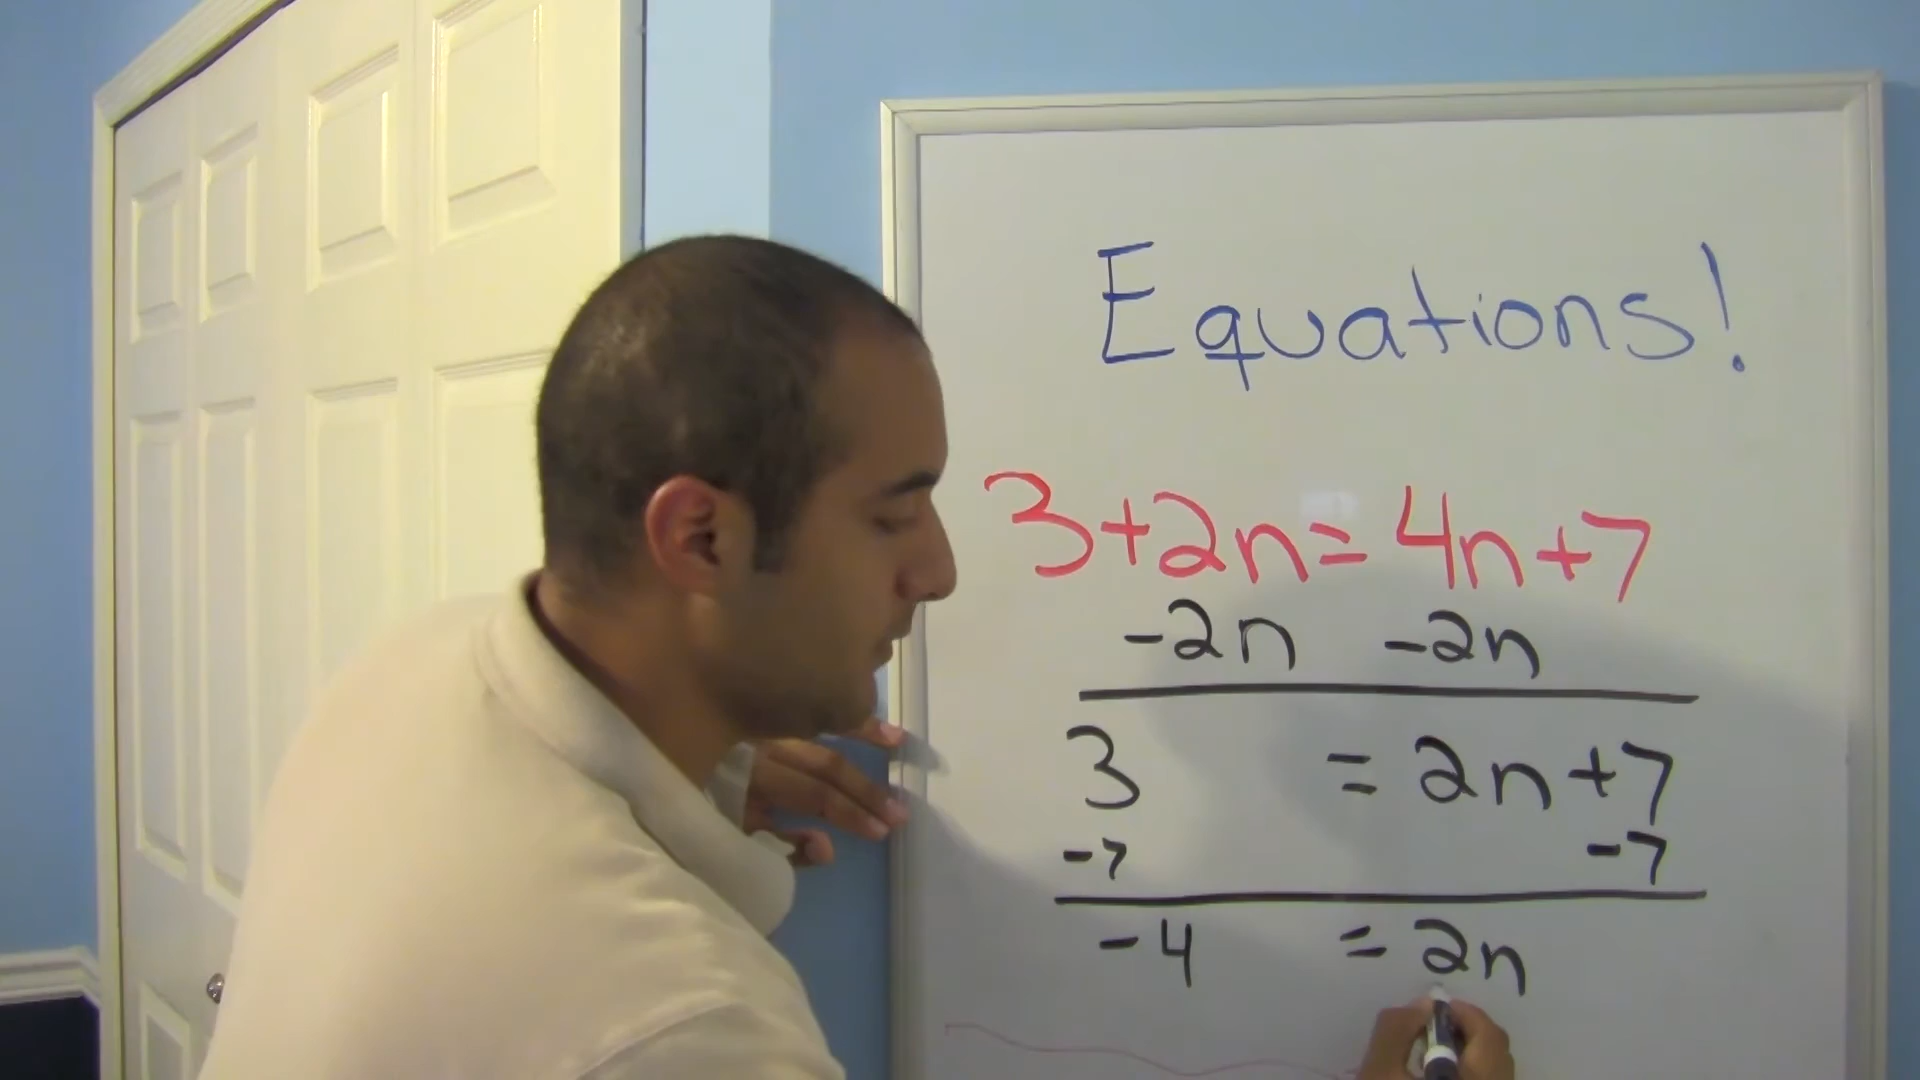 Equations!
3+2n=4n+7
-2n -2n
3 = 2n+7
-7 -7
-4 = 2n